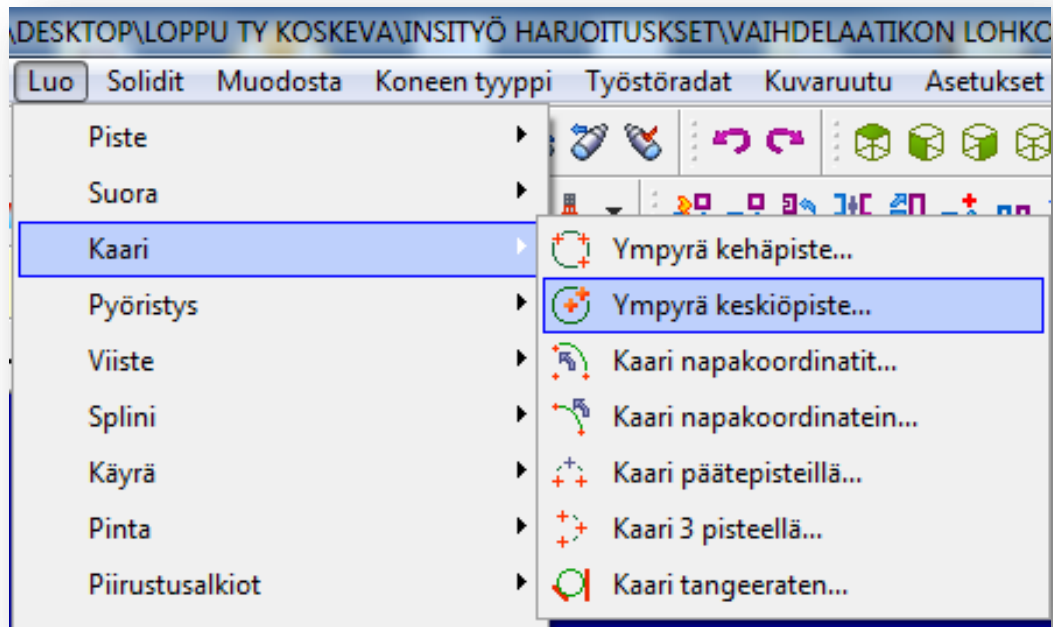 \DESKTOP\LOPPU TY KOSKEVA\INSITYÖ HARJOITUSKSET\VAIHDELAATIKON LOHKO
Luo Solidit Muodosta Koneen tyyppi Työstöradat Kuvaruutu Asetukset
Piste
Suora
Kaari
Pyöristys
Viiste
Splini
Käyrä
Pinta
Piirustusalkiot
Ympyrä kehäpiste...
Ympyrä keskiöpiste...
Kaari napakoordinatit...
Kaari napakoordinatein...
Kaari päätepisteillä...
Kaari 3 pisteellä...
Kaari tangeeraten...